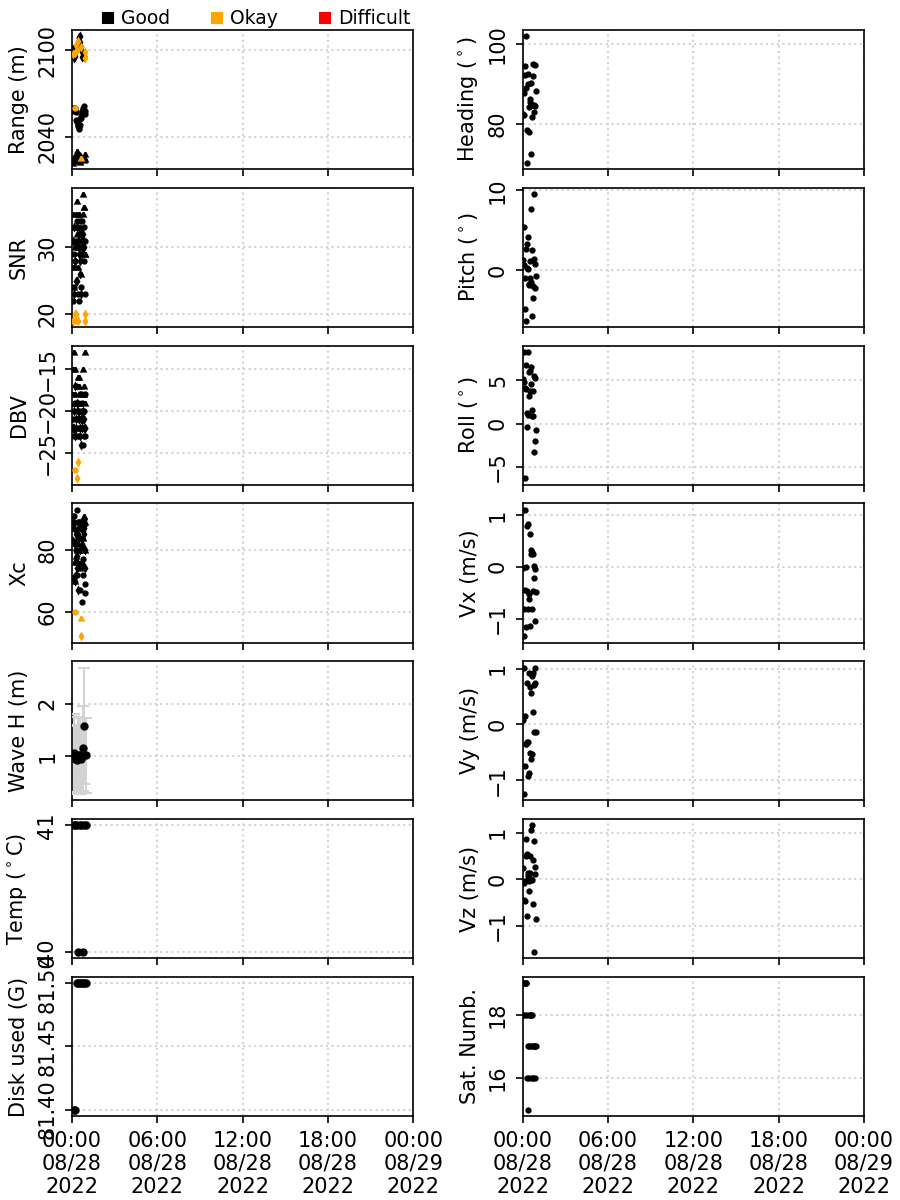 Good Okay Difficult
Range (m) 2100 2040
Heading (°) 100 80
SNR 30 20
Pitch (°) 10 0
DBV −15 −20 −25
Roll (°) 5 0 −5
Xc 80 60
Vx (m/s) 1 0 −1
Wave H (m) 2 1
Vy (m/s) 1 0 −1
Temp (°C) 41 40
Vz (m/s) 1 0 −1
Disk used (G) 81.50 81.45 81.40
Sat. Numb. 18 16
00:00 06:00 12:00 18:00 00:00 00:00 06:00 12:00 18:00 00:00
08/28 08/28 08/28 08/28 08/29 08/28 08/28 08/28 08/28 08/29
2022 2022 2022 2022 2022 2022 2022 2022 2022 2022